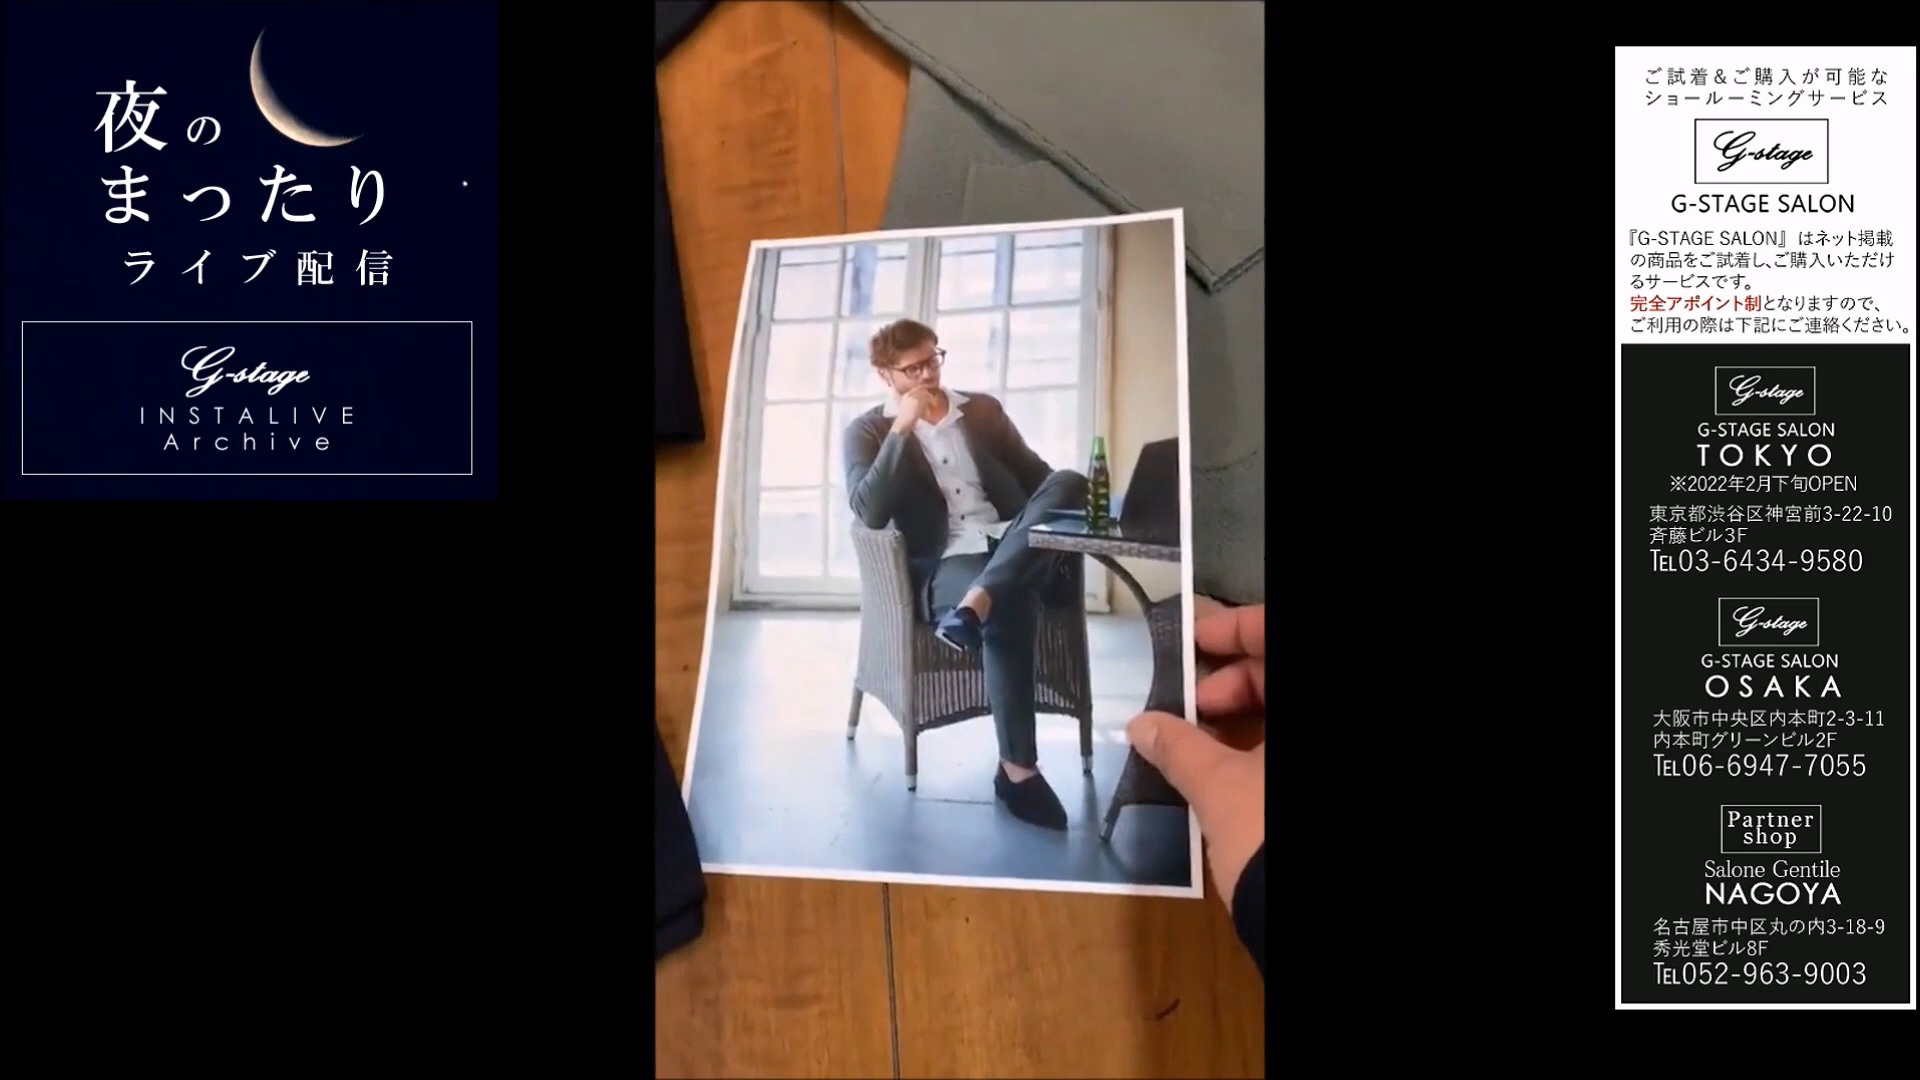 夜の
まったり
ライブ配信
G-stage
INSTALIVE
Archive
ご試着&ご購入が可能な
ショールーミングサービス
G-stage
G-STAGE SALON
『G-STAGE SALON』はネット掲載
の商品をご試着し、ご購入いただけ
るサービスです。
完全アポイント制となりますので、
ご利用の際は下記にご連絡ください。
G-stage
G-STAGE SALON
TOKYO
※2022年2月下旬OPEN
東京都渋谷区神宮前3-22-10
斉藤ビル3F
TEL03-6434-9580
G-stage
G-STAGE SALON
OSAKA
大阪市中央区内本町2-3-11
内本町グリーンビル2F
TEL06-6947-7055
Partner
shop
Salone Gentile
NAGOYA
名古屋市中区丸の内3-18-9
秀光堂ビル8F
TEL052-963-9003